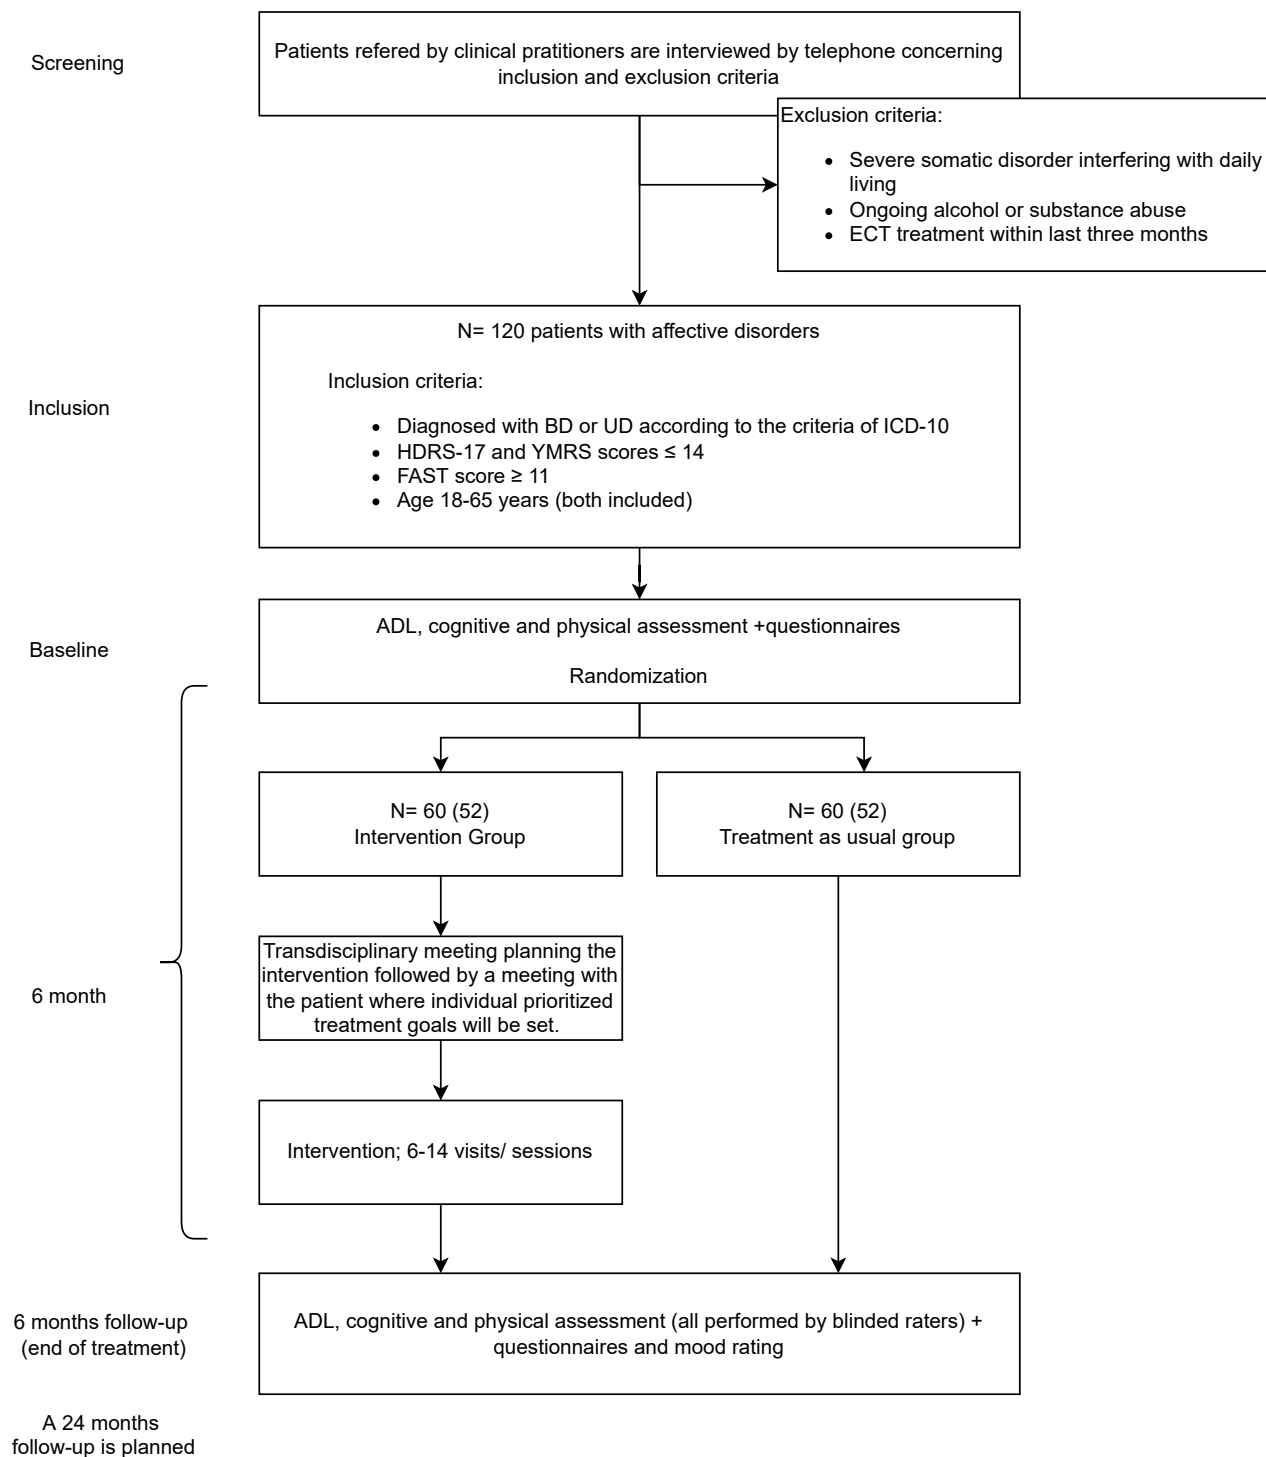 Screening
Patients refered by clinical pratitioners are interviewed by telephone concerning
inclusion and exclusion criteria
Exclusion criteria:
• Severe somatic disorder interfering with daily
living
• Ongoing alcohol or substance abuse
• ECT treatment within last three months
Inclusion
N= 120 patients with affective disorders
Inclusion criteria:
• Diagnosed with BD or UD according to the criteria of ICD-10
• HDRS-17 and YMRS scores ≤ 14
• FAST score ≥ 11
• Age 18-65 years (both included)
Baseline
ADL, cognitive and physical assessment +questionnaires
Randomization
N= 60 (52)
Intervention Group
N= 60 (52)
Treatment as usual group
6 month
Transdisciplinary meeting planning the
intervention followed by a meeting with
the patient where individual prioritized
treatment goals will be set.
Intervention; 6-14 visits/ sessions
6 months follow-up
(end of treatment)
ADL, cognitive and physical assessment (all performed by blinded raters) +
questionnaires and mood rating
A 24 months
follow-up is planned